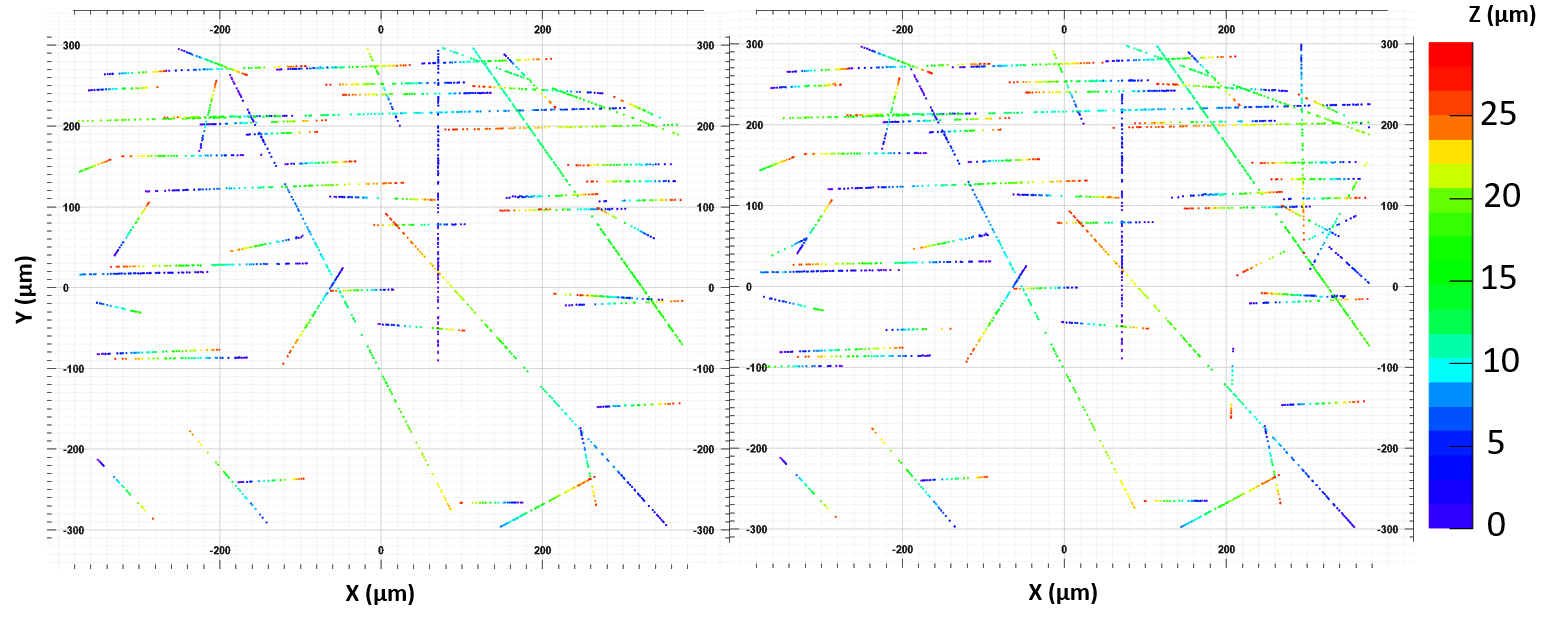 Z (µm)
-200 0 200 -200 0 200
300 300 300 300
25
200 200 200 200
20
100 100 100 100
15
0 0 0 0
Y (µm)
10
-100 -100 -100 -100
5
-200 -200 -200 -200
0
-300 -300 -300 -300
-200 0 200 -200 0 200
X (µm) X (µm)